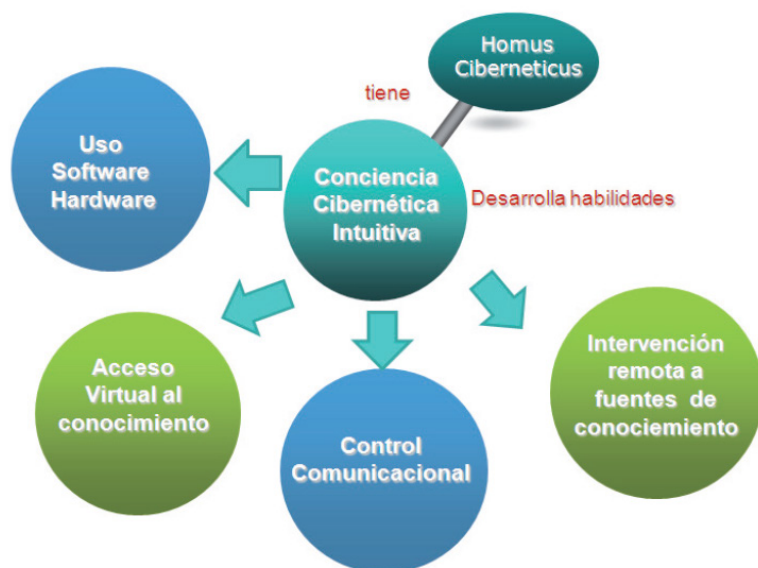 Homus
Ciberneticus
tiene
Uso
Software
Hardware
Conciencia
Cibernética
Intuitiva
Desarrolla habilidades
Acceso
Virtual al
conocimiento
Control
Comunicacional
Intervención
remota a
fuentes de
conociemiento